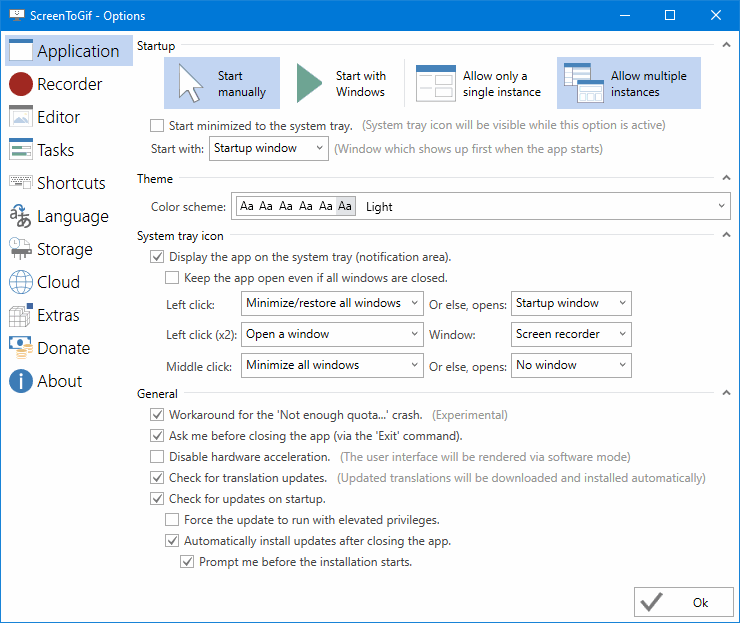 ScreenToGif - Options
Application
Recorder
Editor
Tasks
Shortcuts
Language
Storage
Cloud
Extras
Donate
About
Startup
Start manually
Start with Windows
Allow only a single instance
Allow multiple instances
Start minimized to the system tray. (System tray icon will be visible while this option is active)
Start with: Startup window (Window which shows up first when the app starts)
Theme
Color scheme: Aa Aa Aa Aa Aa Aa Light
System tray icon
Display the app on the system tray (notification area).
Keep the app open even if all windows are closed.
Left click: Minimize/restore all windows Or else, opens: Startup window
Left click (x2): Open a window Window: Screen recorder
Middle click: Minimize all windows Or else, opens: No window
General
Workaround for the 'Not enough quota...' crash. (Experimental)
Ask me before closing the app (via the 'Exit' command).
Disable hardware acceleration. (The user interface will be rendered via software mode)
Check for translation updates. (Updated translations will be downloaded and installed automatically)
Check for updates on startup.
Force the update to run with elevated privileges.
Automatically install updates after closing the app.
Prompt me before the installation starts.
Ok